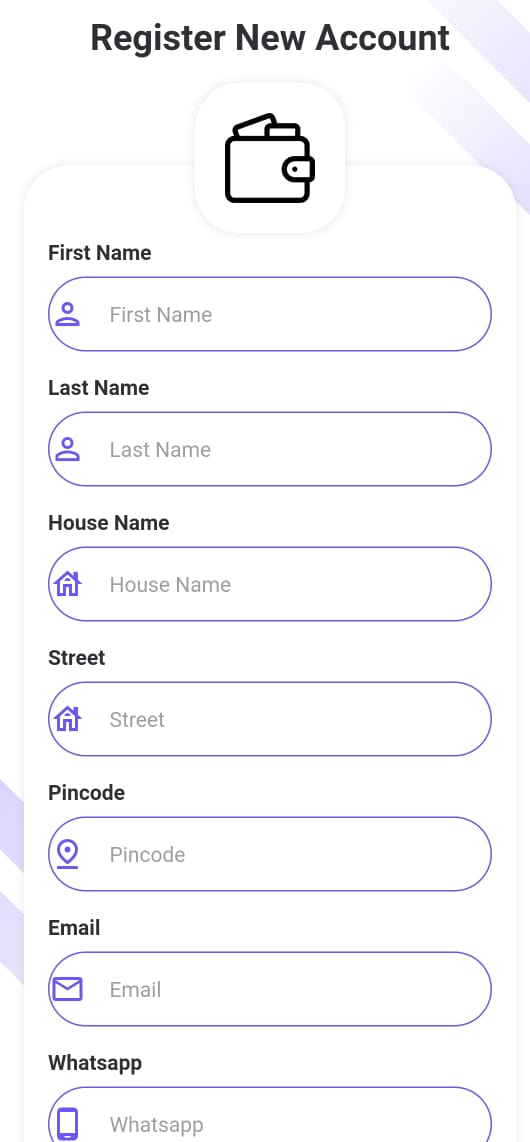 Register New Account
First Name
First Name
Last Name
Last Name
House Name
House Name
Street
Street
Pincode
Pincode
Email
Email
Whatsapp
Whatsapp